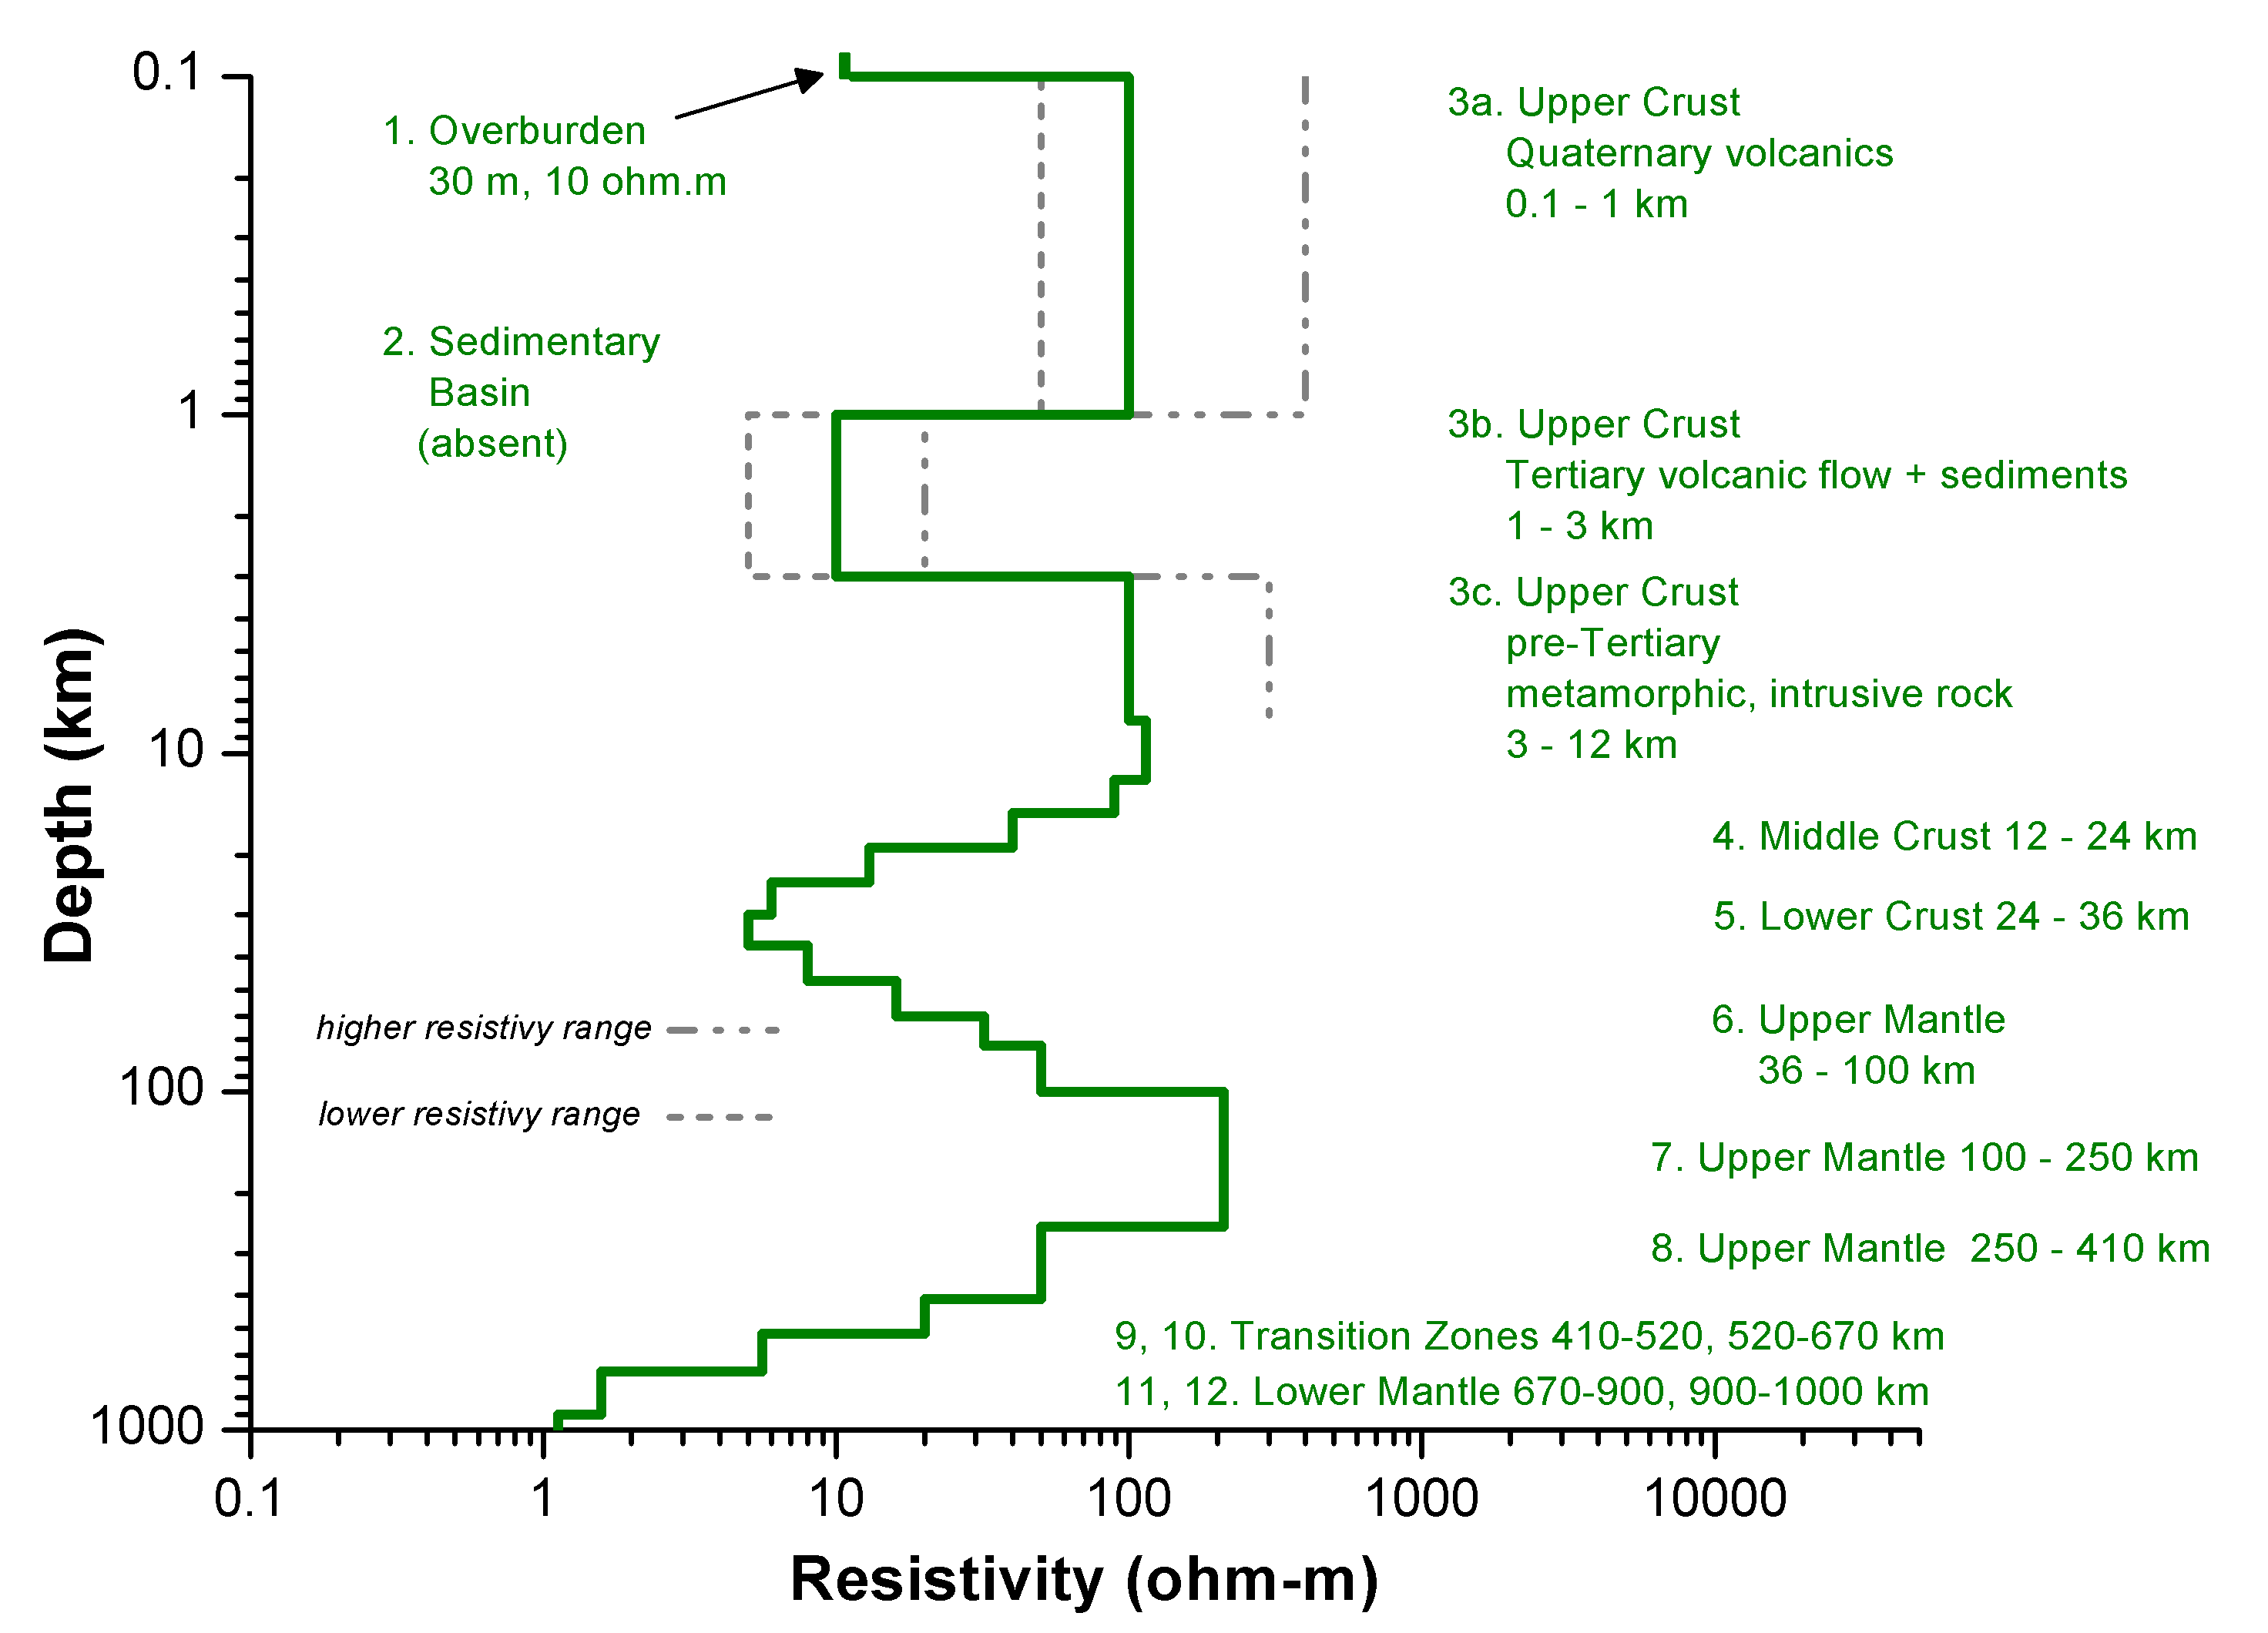 0.1
1. Overburden
30 m, 10 ohm.m
3a. Upper Crust
Quaternary volcanics
0.1 - 1 km
2. Sedimentary
Basin
(absent)
1
3b. Upper Crust
Tertiary volcanic flow + sediments
1 - 3 km
3c. Upper Crust
pre-Tertiary
metamorphic, intrusive rock
3 - 12 km
Depth (km)
10
4. Middle Crust 12 - 24 km
5. Lower Crust 24 - 36 km
higher resistivy range
6. Upper Mantle
36 - 100 km
100
lower resistivy range
7. Upper Mantle 100 - 250 km
8. Upper Mantle 250 - 410 km
9, 10. Transition Zones 410-520, 520-670 km
11, 12. Lower Mantle 670-900, 900-1000 km
1000
0.1 1 10 100 1000 10000
Resistivity (ohm-m)